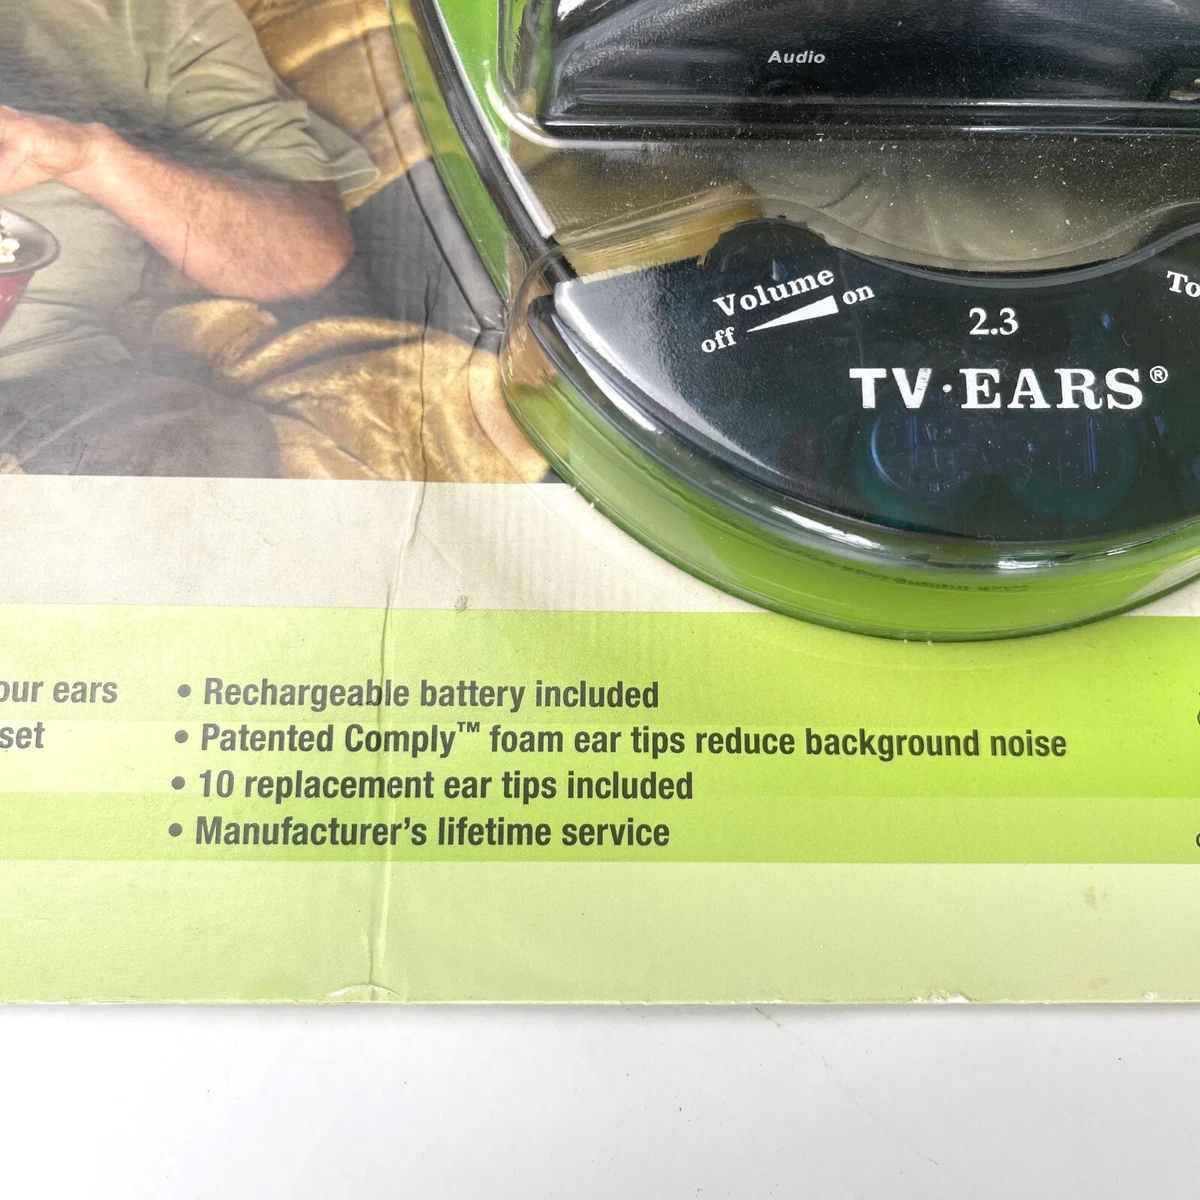 Audio
Volume
off on
2.3
To
TV·EARS®
our ears
set
• Rechargeable battery included
• Patented Comply™ foam ear tips reduce background noise
• 10 replacement ear tips included
• Manufacturer's lifetime service